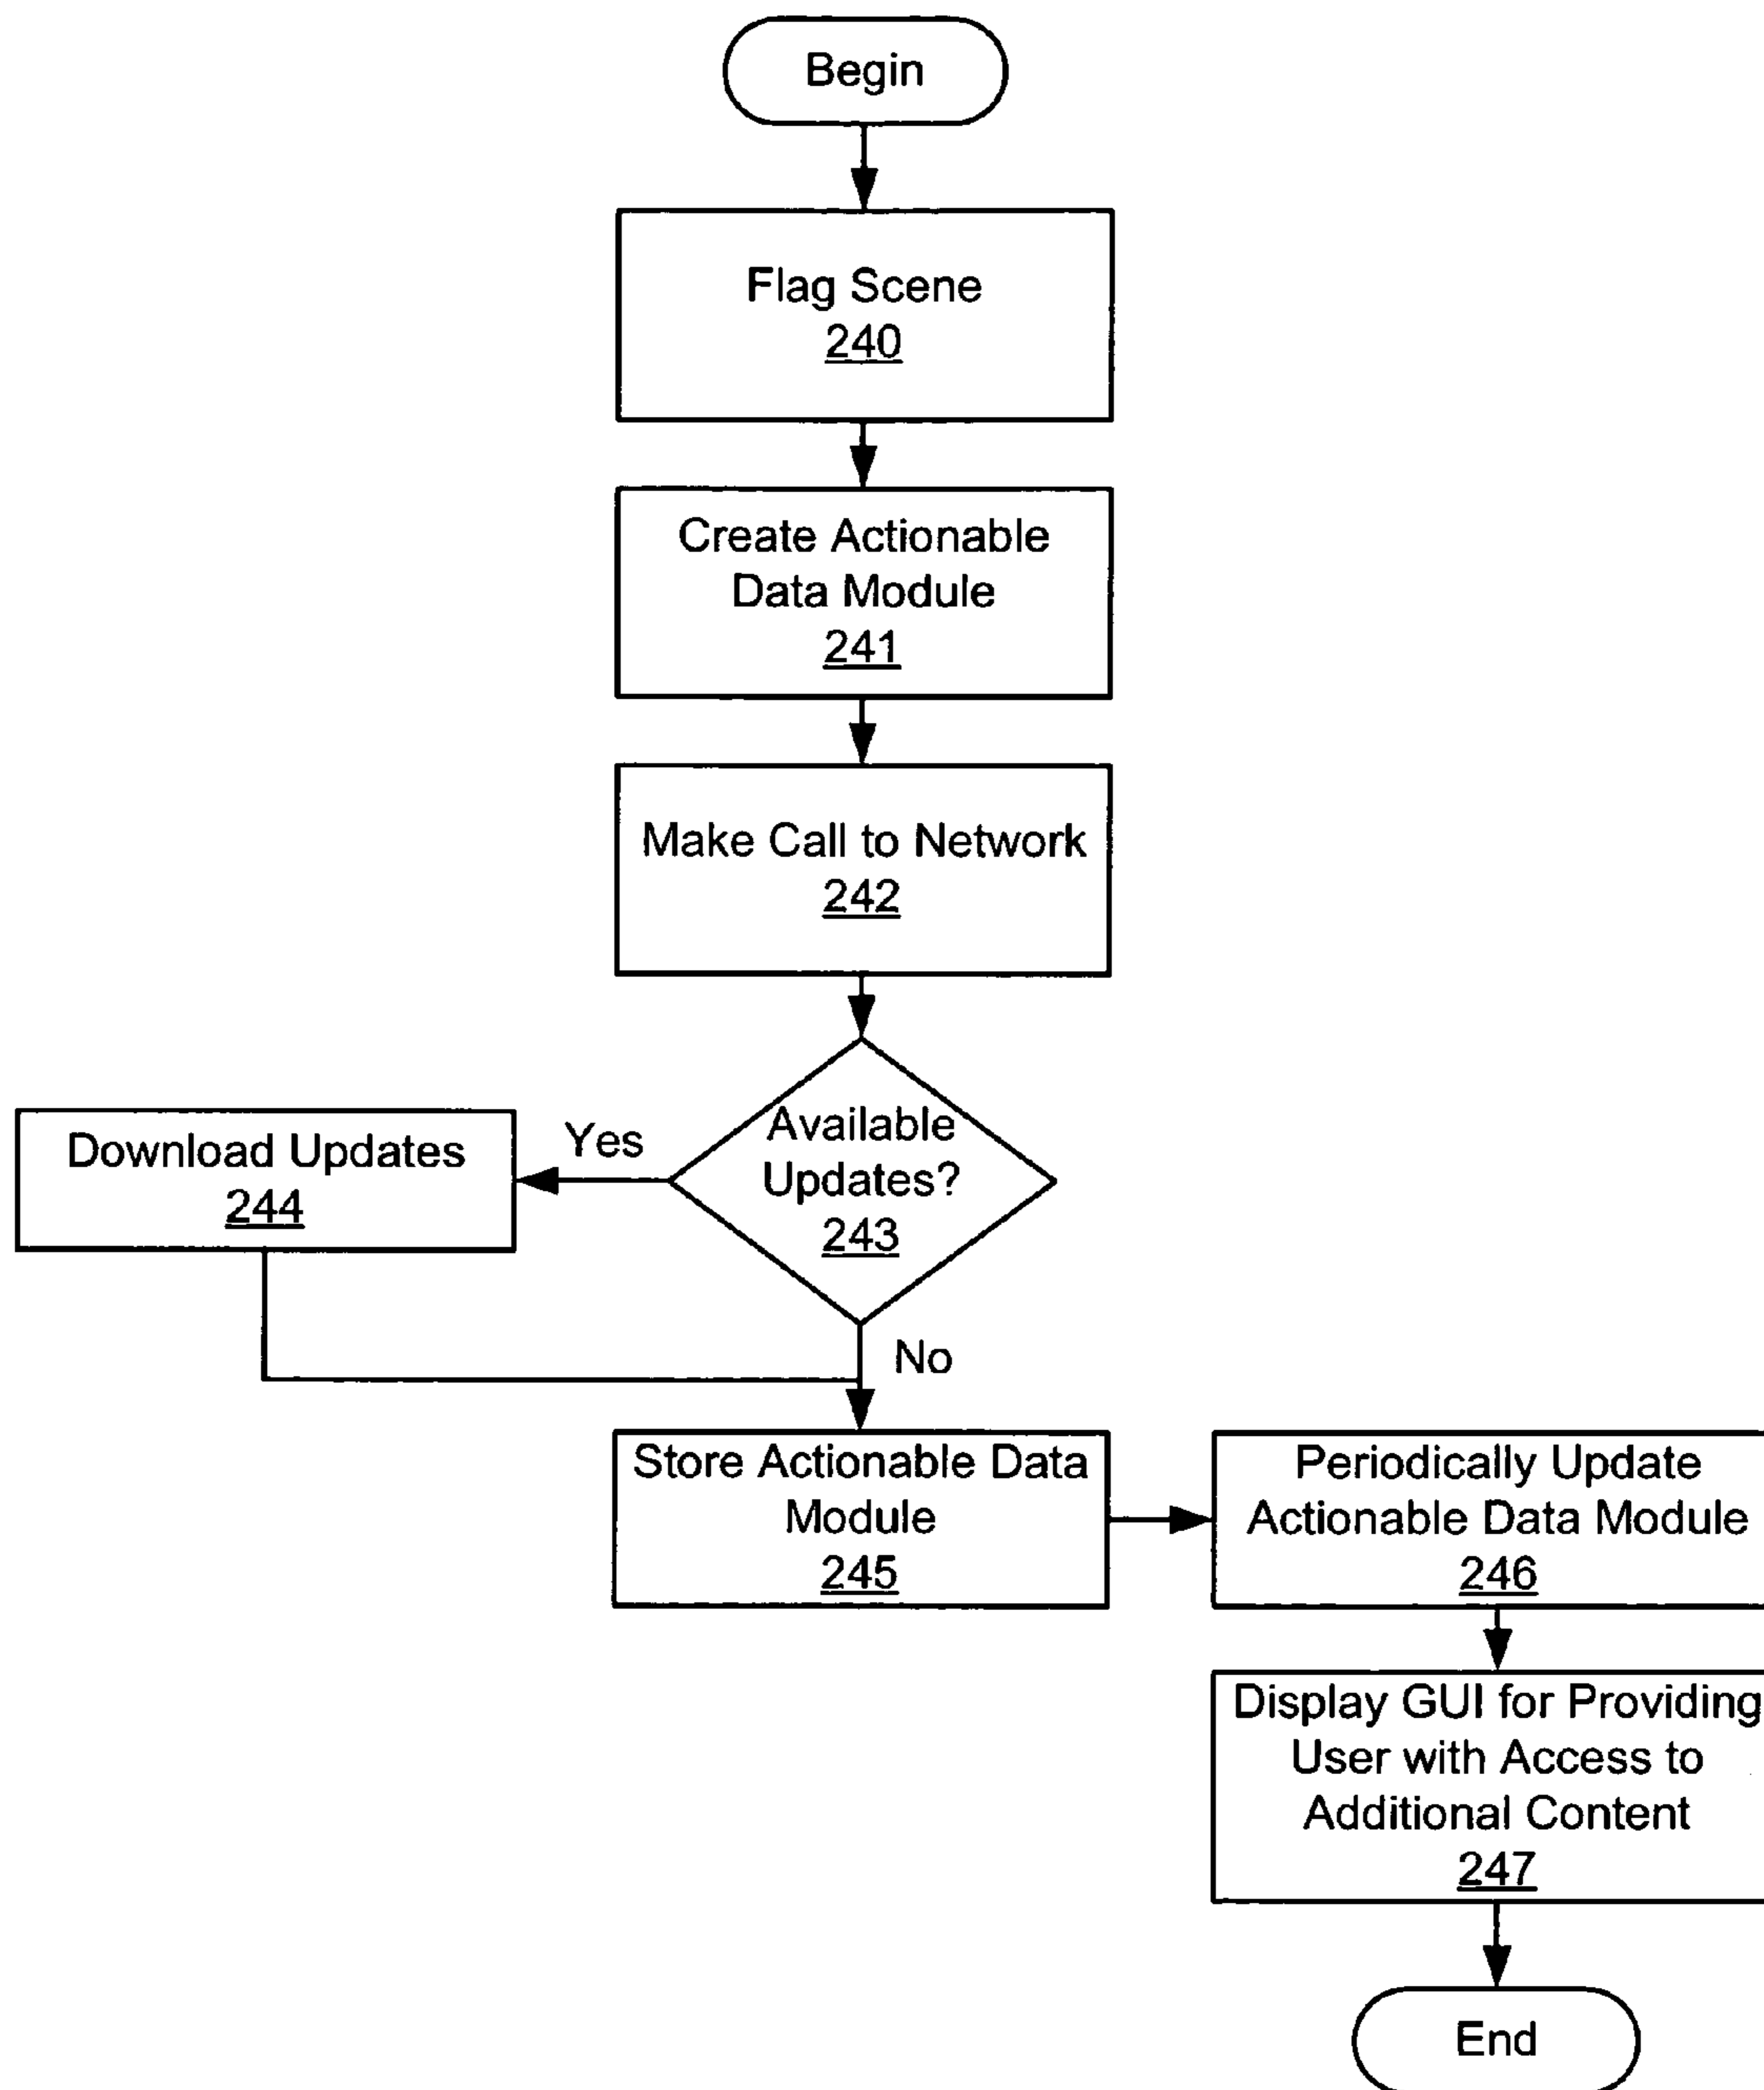 Begin
Flag Scene
240
Create Actionable
Data Module
241
Make Call to Network
242
Available
Updates?
243
Yes
Download Updates
244
No
Store Actionable Data
Module
245
Periodically Update
Actionable Data Module
246
Display GUI for Providing
User with Access to
Additional Content
247
End